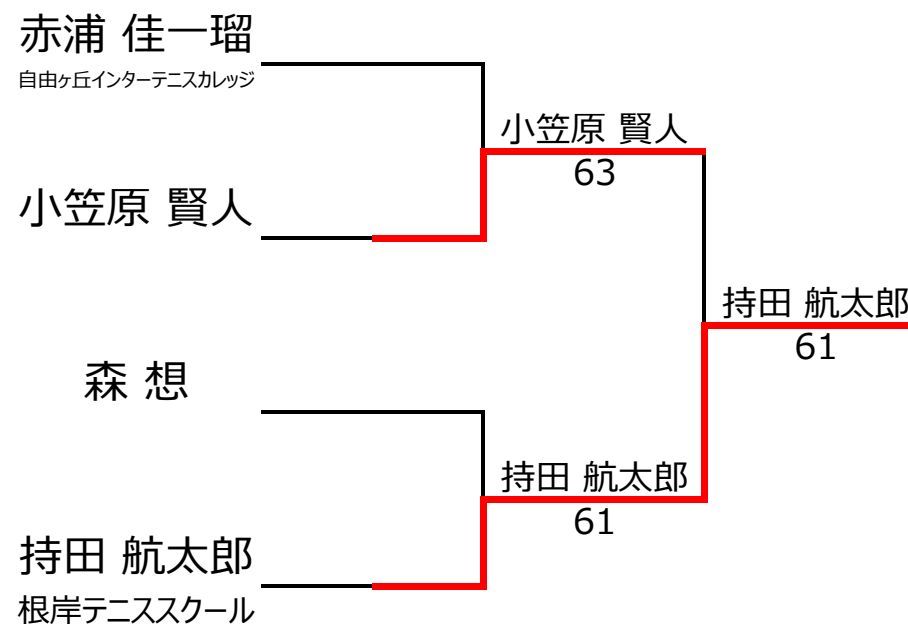 赤浦 佳一瑠
自由ヶ丘インターテニスカレッジ
小笠原 賢人
63
小笠原 賢人
持田 航太郎
61
森 想
持田 航太郎
61
持田 航太郎
根岸テニススクール